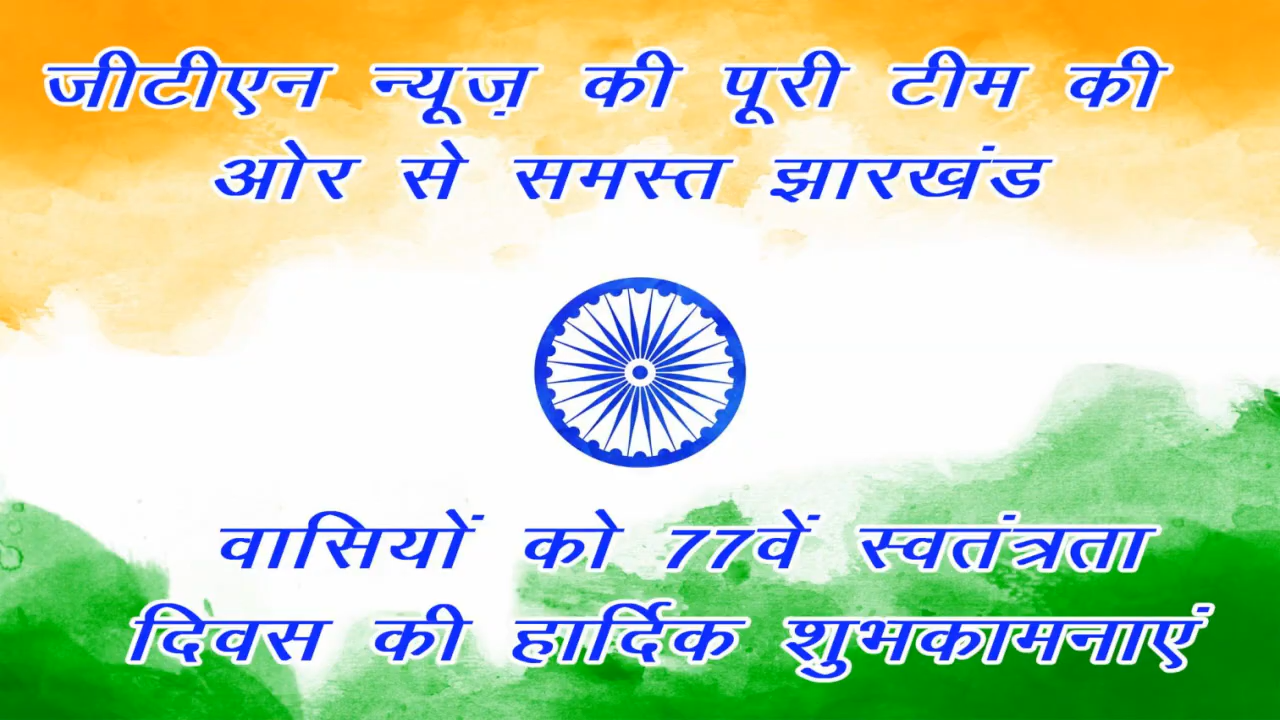 जीटीएन न्यूज़ की पूरी टीम की
ओर से समस्त झारखंड
वासियों को 77वें स्वतंत्रता
दिवस की हार्दिक शुभकामनाएं